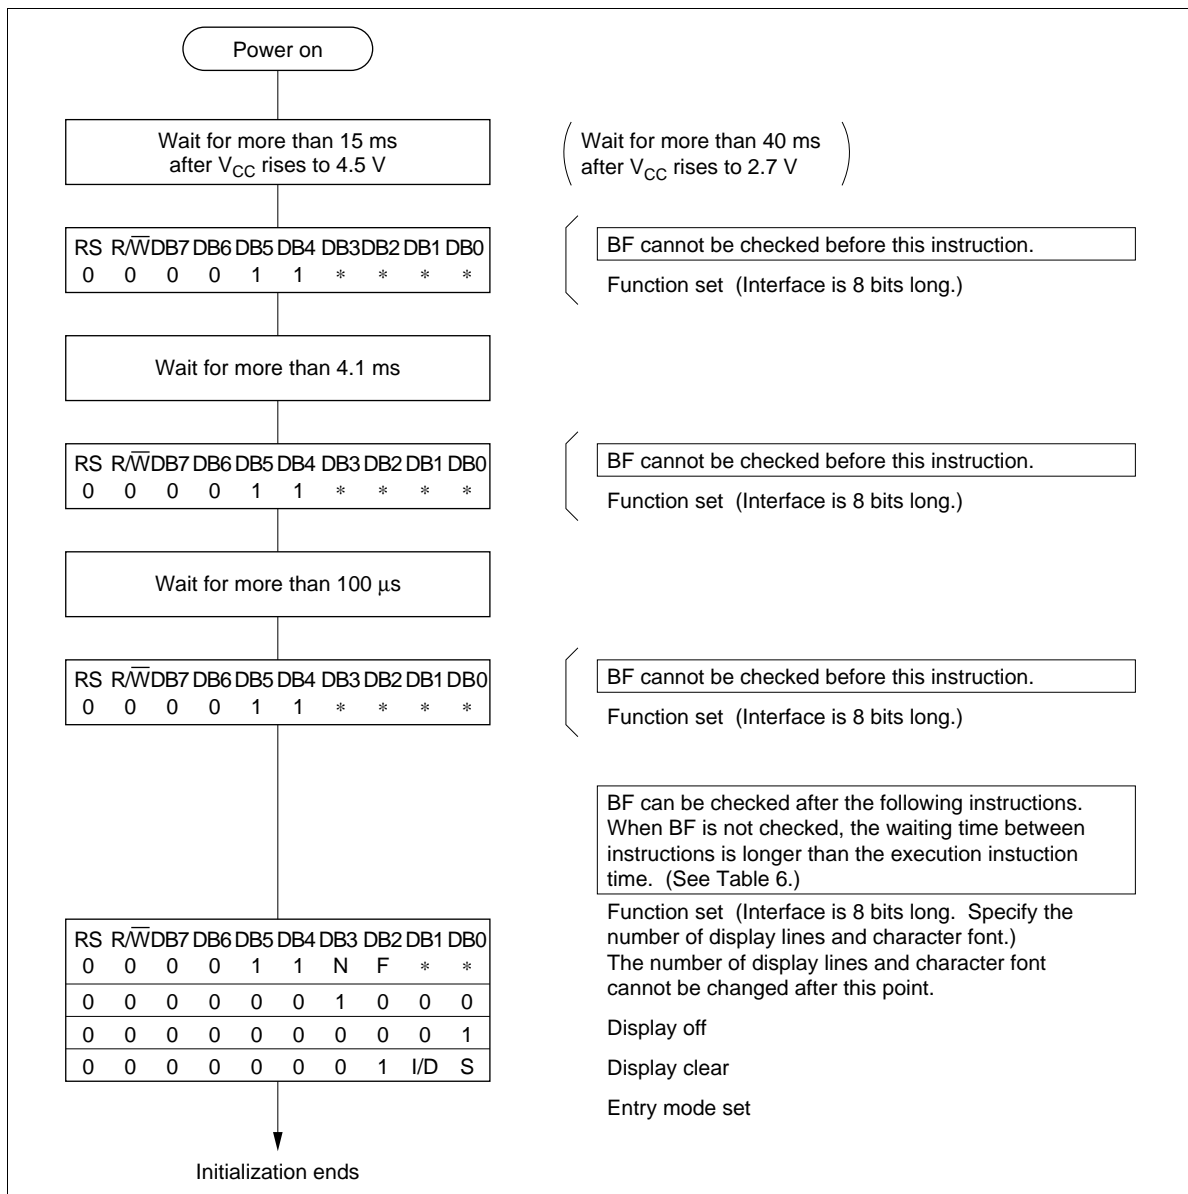 Power on
Wait for more than 15 ms
after VCC rises to 4.5 V
Wait for more than 40 ms
after VCC rises to 2.7 V
RS R/W̅ DB7 DB6 DB5 DB4 DB3 DB2 DB1 DB0
0 0 0 0 1 1 * * * *
BF cannot be checked before this instruction.
Function set (Interface is 8 bits long.)
Wait for more than 4.1 ms
RS R/W̅ DB7 DB6 DB5 DB4 DB3 DB2 DB1 DB0
0 0 0 0 1 1 * * * *
BF cannot be checked before this instruction.
Function set (Interface is 8 bits long.)
Wait for more than 100 µs
RS R/W̅ DB7 DB6 DB5 DB4 DB3 DB2 DB1 DB0
0 0 0 0 1 1 * * * *
BF cannot be checked before this instruction.
Function set (Interface is 8 bits long.)
BF can be checked after the following instructions.
When BF is not checked, the waiting time between
instructions is longer than the execution instuction
time. (See Table 6.)
RS R/W̅ DB7 DB6 DB5 DB4 DB3 DB2 DB1 DB0
0 0 0 0 1 1 N F * *
0 0 0 0 0 0 1 0 0 0
0 0 0 0 0 0 0 0 0 1
0 0 0 0 0 0 0 1 I/D S
Function set (Interface is 8 bits long. Specify the
number of display lines and character font.)
The number of display lines and character font
cannot be changed after this point.
Display off
Display clear
Entry mode set
Initialization ends